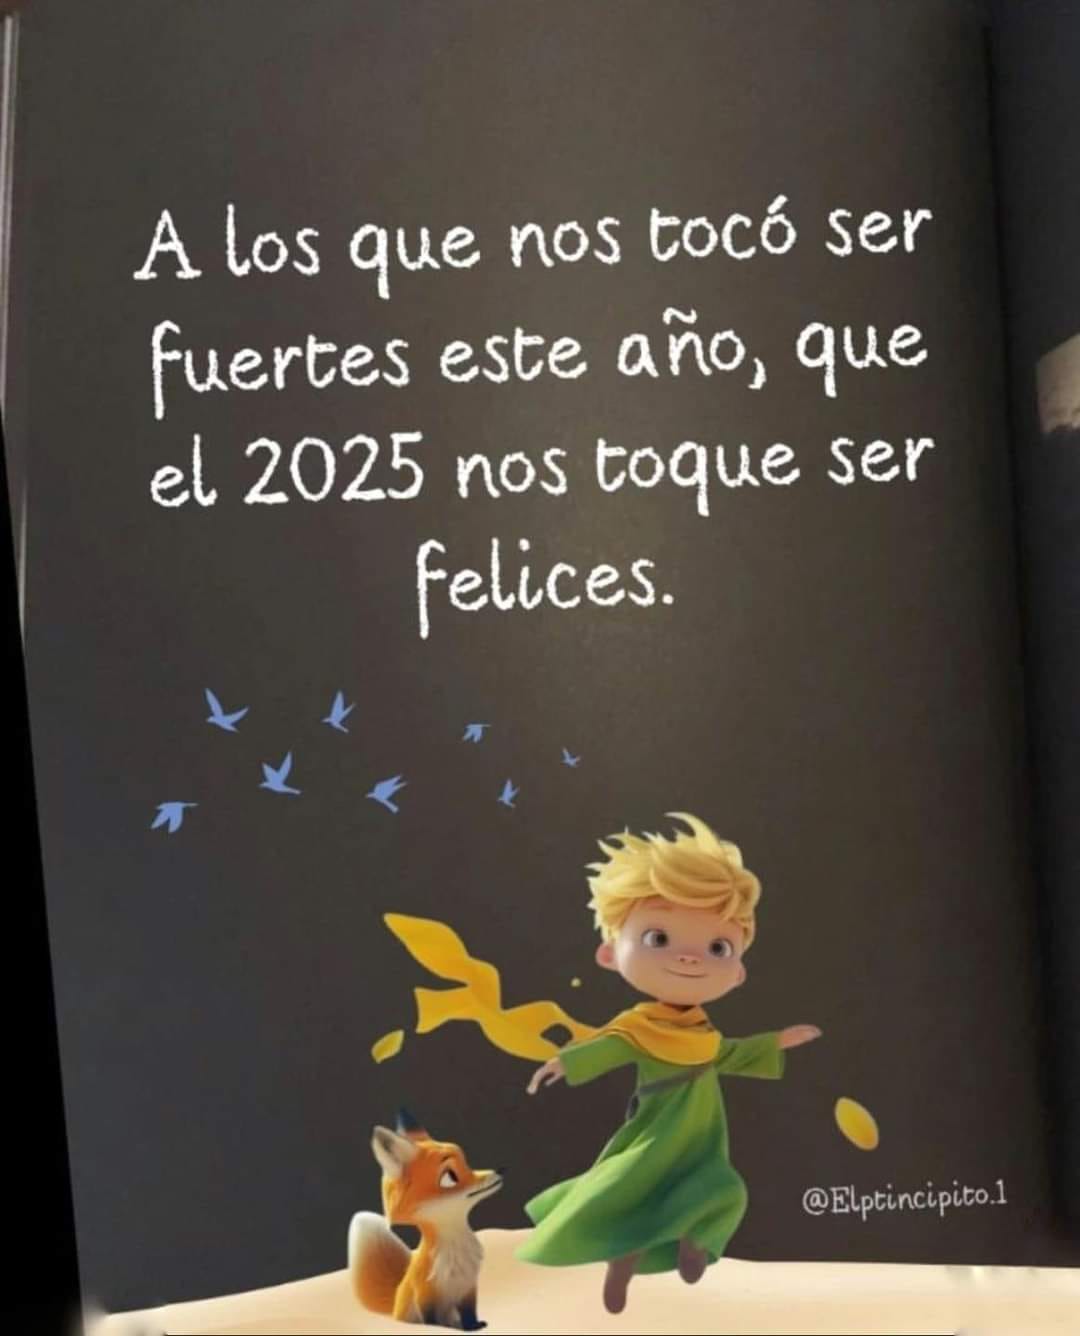 A los que nos tocó ser
fuertes este año, que
el 2025 nos toque ser
felices.
@Elptincipito.1